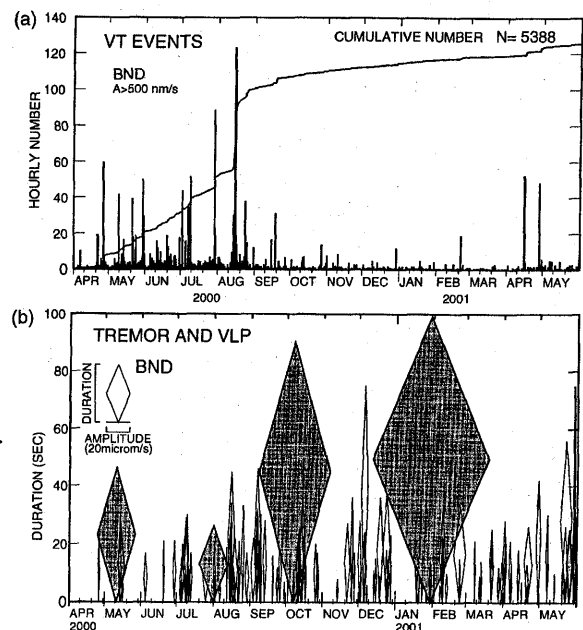 (a)
VT EVENTS
CUMULATIVE NUMBER N= 5388
BND
A>500 nm/s
HOURLY NUMBER
140
120
100
80
60
40
20
0
APR MAY JUN JUL AUG SEP OCT NOV DEC JAN FEB MAR APR MAY
2000 2001
(b)
TREMOR AND VLP
BND
DURATION
AMPLITUDE
(20microm/s)
DURATION (SEC)
100
80
60
40
20
0
APR MAY JUN JUL AUG SEP OCT NOV DEC JAN FEB MAR APR MAY
2000 2001